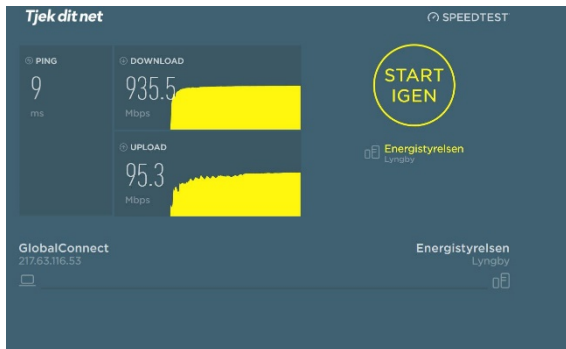 Tjek dit net
SPEEDTEST
PING
9
ms
DOWNLOAD
935.5
Mbps
UPLOAD
95.3
Mbps
START
IGEN
Energistyrelsen
Lyngby
GlobalConnect
217.63.116.53
Energistyrelsen
Lyngby